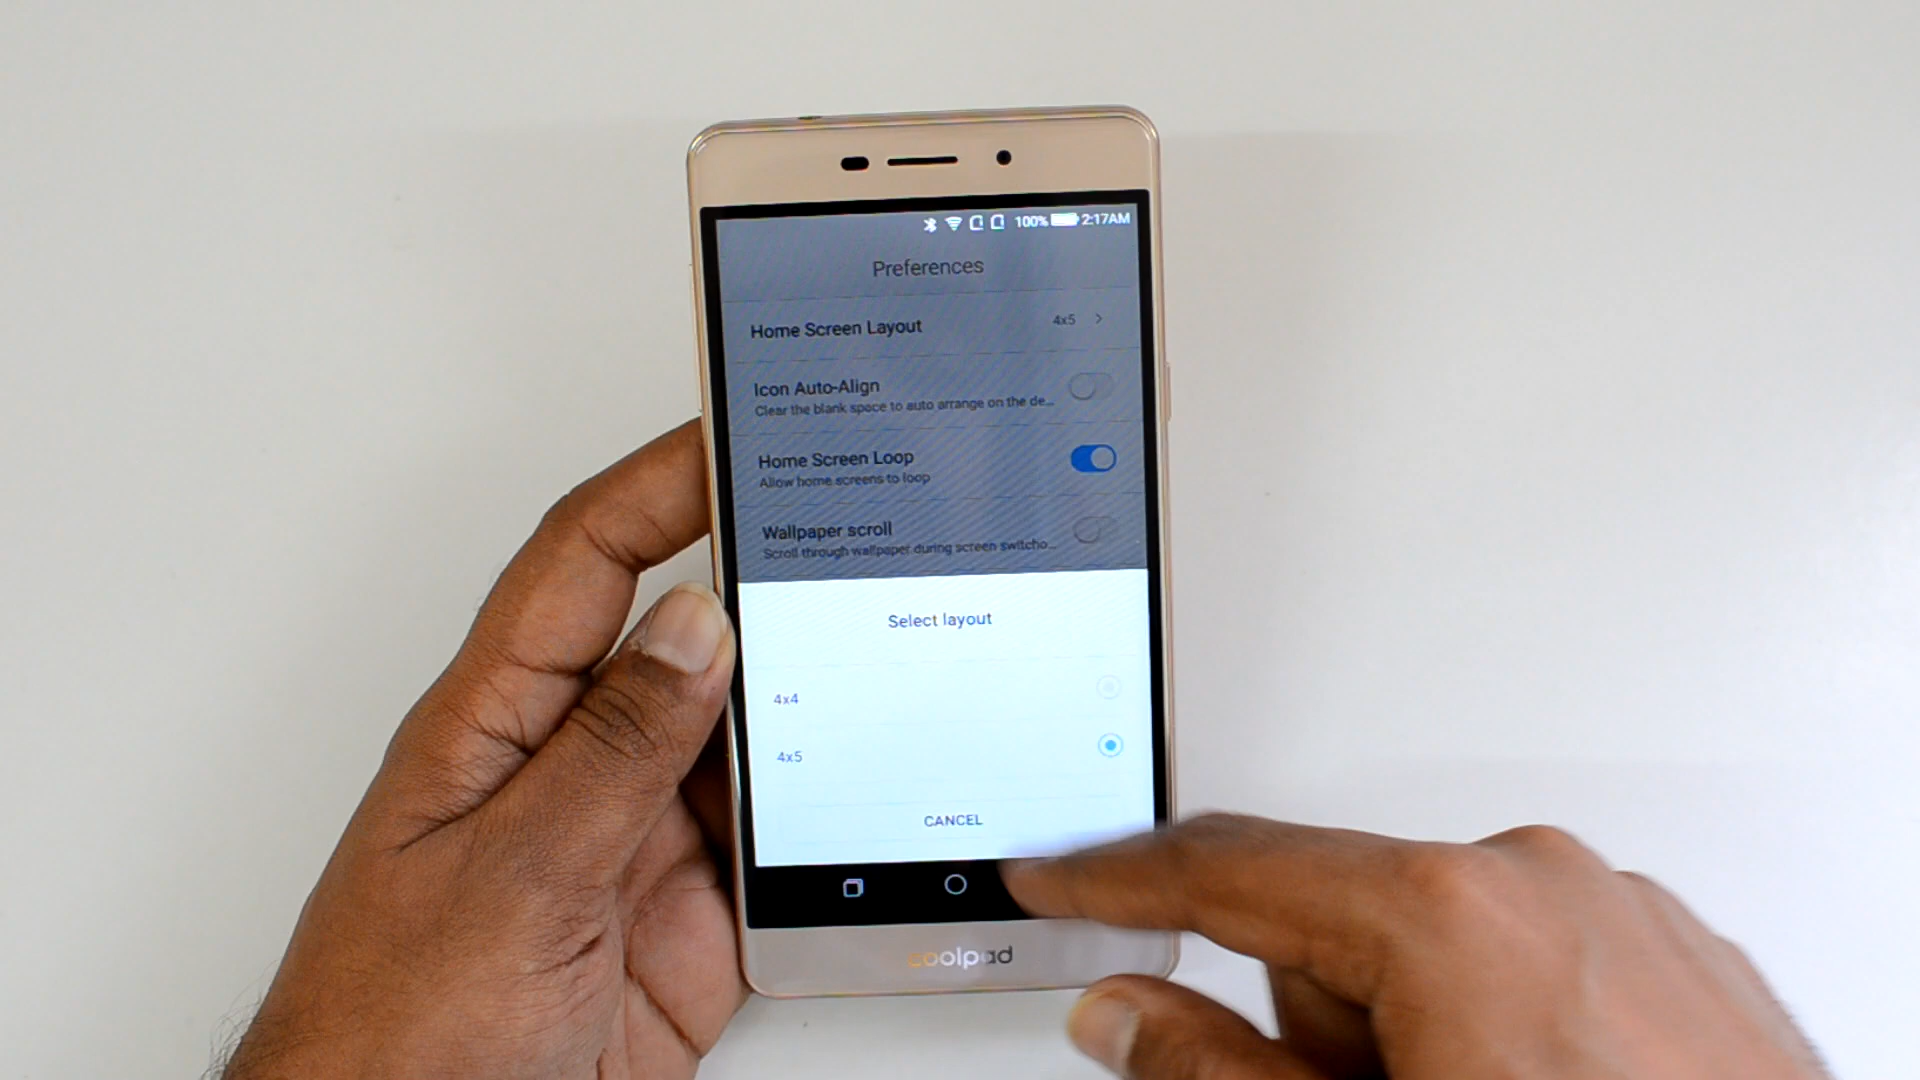 100% 2:17AM
Preferences
Home Screen Layout 4x5 >
Icon Auto-Align
Clear the blank space to auto arrange on the de...
Home Screen Loop
Allow home screens to loop
Wallpaper scroll
Scroll through wallpaper during screen switcho...
Select layout
4x4
4x5
CANCEL
coolpad